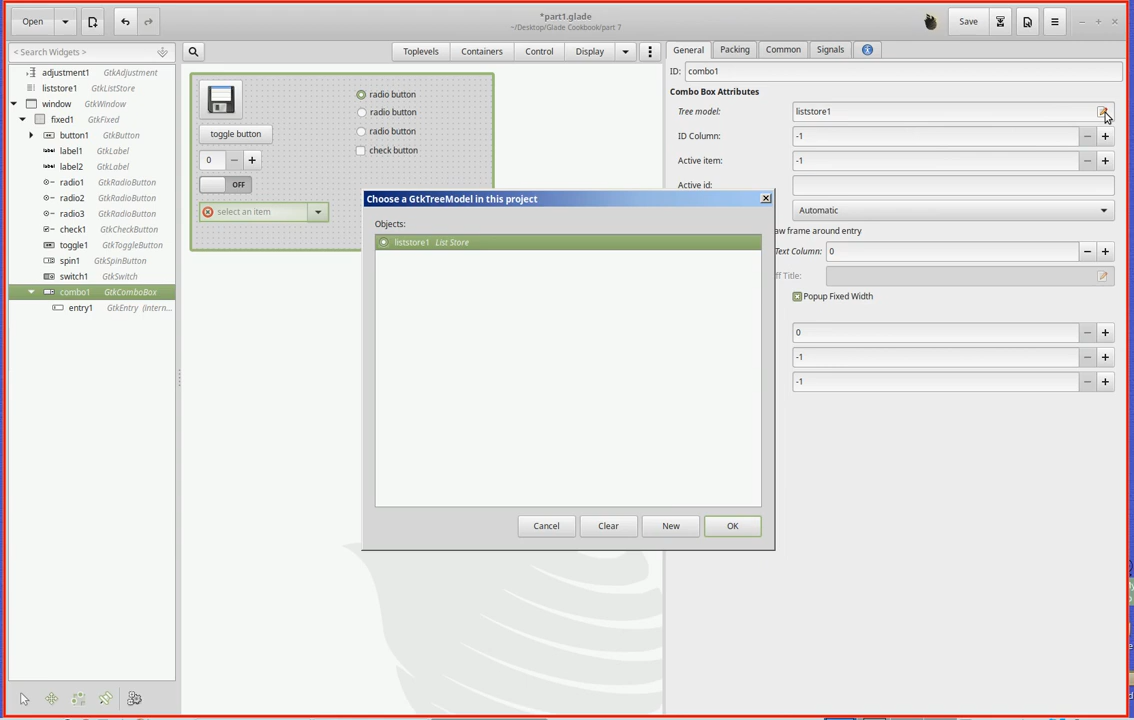 Open
*part1.glade
~/Desktop/Glade Cookbook/part 7
Save
< Search Widgets >
adjustment1 GtkAdjustment
liststore1 GtkListStore
window GtkWindow
fixed1 GtkFixed
button1 GtkButton
label1 GtkLabel
label2 GtkLabel
radio1 GtkRadioButton
radio2 GtkRadioButton
radio3 GtkRadioButton
check1 GtkCheckButton
toggle1 GtkToggleButton
spin1 GtkSpinButton
switch1 GtkSwitch
combo1 GtkComboBox
entry1 GtkEntry (intern...
Toplevels Containers Control Display
radio button
radio button
toggle button
radio button
check button
0 − +
OFF
select an item
General Packing Common Signals
ID: combo1
Combo Box Attributes
Tree model: liststore1
ID Column: -1
Active item: -1
Active id:
Automatic
aw frame around entry
Text Column: 0
ff Title:
Popup Fixed Width
0
-1
-1
Choose a GtkTreeModel in this project
Objects:
liststore1 List Store
Cancel Clear New OK